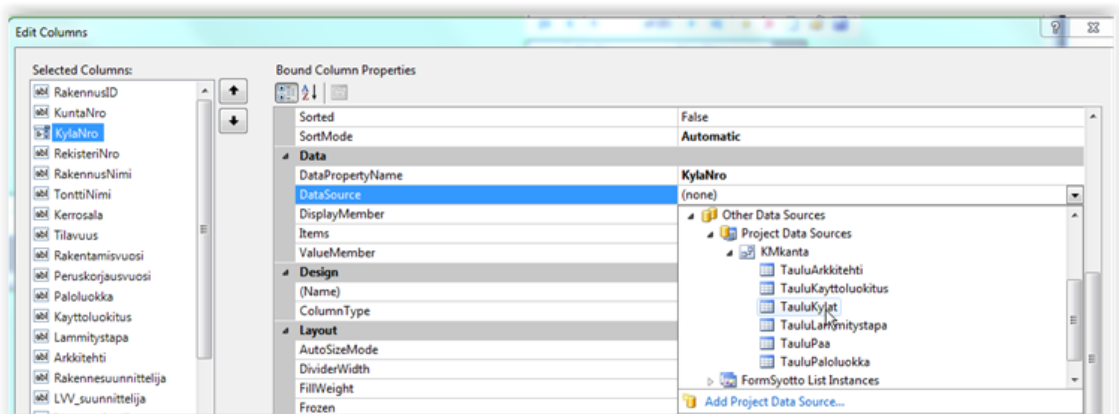 Edit Columns
Selected Columns:
RakennusID
KuntaNro
KylaNro
RekisteriNro
RakennusNimi
TonttiNimi
Kerrosala
Tilavuus
Rakentamisvuosi
Peruskorjausvuosi
Paloluokka
Kayttoluokitus
Lammitystapa
Arkkitehti
Rakennesuunnittelija
LVV_suunnittelija
Bound Column Properties
Sorted False
SortMode Automatic
Data
DataPropertyName KylaNro
DataSource (none)
DisplayMember
Items
ValueMember
Design
(Name)
ColumnType
Layout
AutoSizeMode
DividerWidth
FillWeight
Frozen
Other Data Sources
Project Data Sources
KMkanta
TauluArkkitehti
TauluKayttoluokitus
TauluKylat
TauluLammitystapa
TauluPaa
TauluPaloluokka
FormSyotto List Instances
Add Project Data Source...